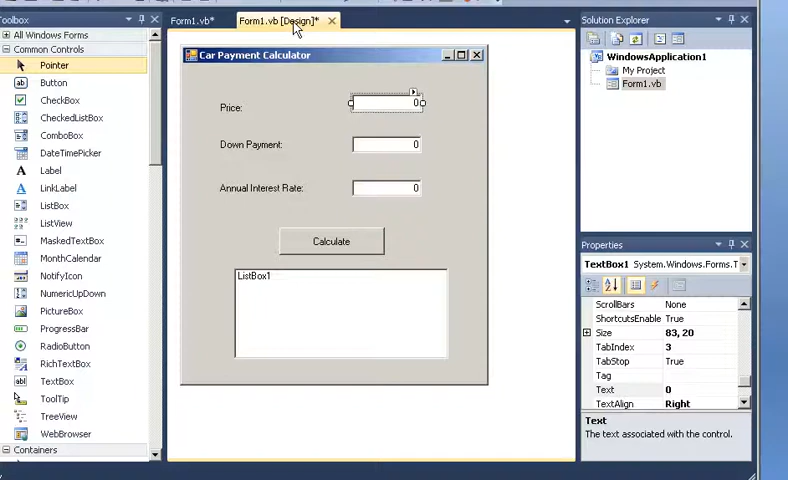 Toolbox
All Windows Forms
Common Controls
Pointer
Button
CheckBox
CheckedListBox
ComboBox
DateTimePicker
Label
LinkLabel
ListBox
ListView
MaskedTextBox
MonthCalendar
NotifyIcon
NumericUpDown
PictureBox
ProgressBar
RadioButton
RichTextBox
TextBox
ToolTip
TreeView
WebBrowser
Containers
Form1.vb*
Form1.vb [Design]*
Car Payment Calculator
Price:
0
Down Payment:
0
Annual Interest Rate:
0
Calculate
ListBox1
Solution Explorer
WindowsApplication1
My Project
Form1.vb
Properties
TextBox1 System.Windows.Forms.T
ScrollBars None
ShortcutsEnable True
Size 83, 20
TabIndex 3
TabStop True
Tag
Text 0
TextAlign Right
Text
The text associated with the control.